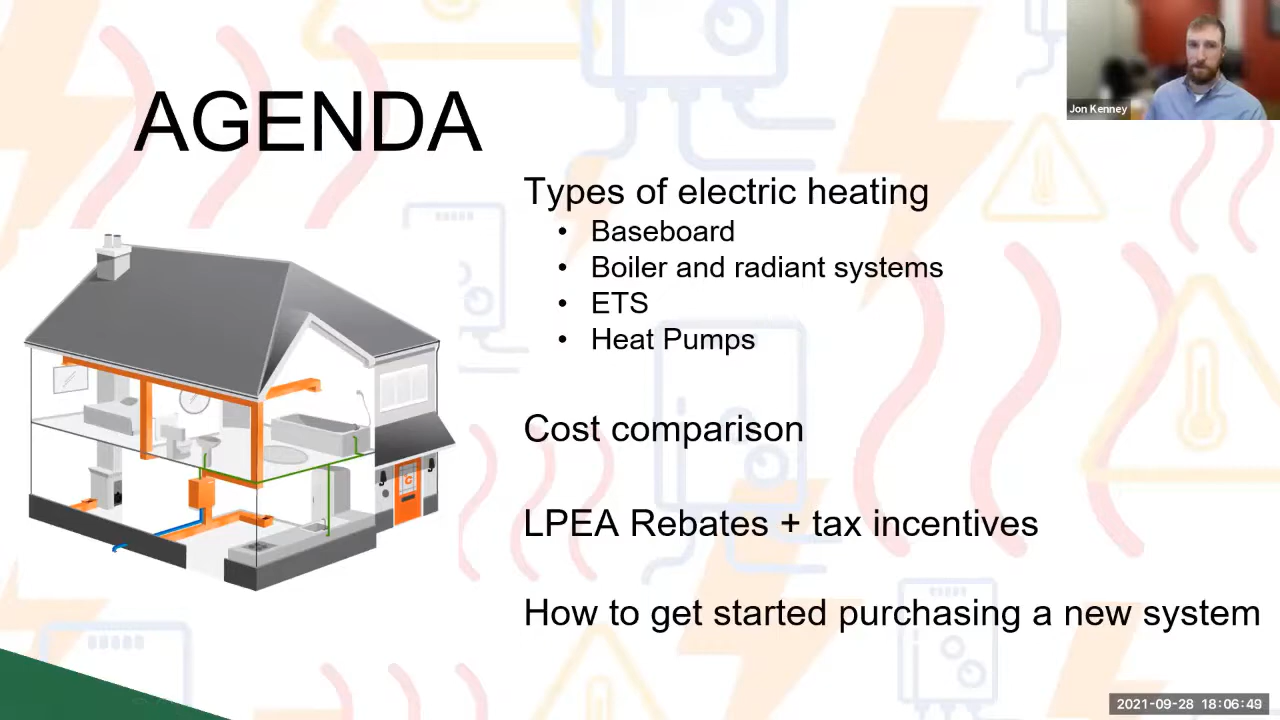 AGENDA
Jon Kenney
Types of electric heating
• Baseboard
• Boiler and radiant systems
• ETS
• Heat Pumps
Cost comparison
LPEA Rebates + tax incentives
How to get started purchasing a new system
2021-09-28 18:06:49